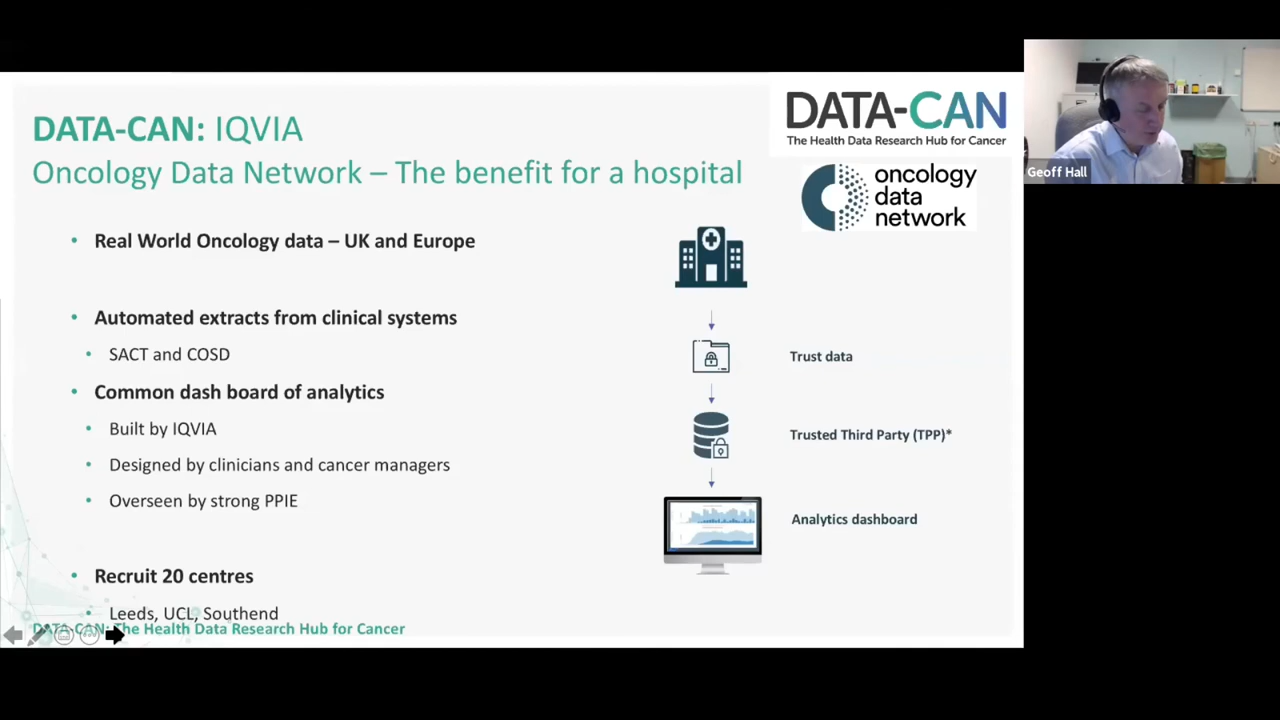 DATA-CAN: IQVIA
Oncology Data Network – The benefit for a hospital
DATA-CAN
The Health Data Research Hub for Cancer
oncology
data
network
Geoff Hall
• Real World Oncology data – UK and Europe
• Automated extracts from clinical systems
• SACT and COSD
• Common dash board of analytics
• Built by IQVIA
• Designed by clinicians and cancer managers
• Overseen by strong PPIE
• Recruit 20 centres
• Leeds, UCL, Southend
Trust data
Trusted Third Party (TPP)*
Analytics dashboard
DATA-CAN: The Health Data Research Hub for Cancer